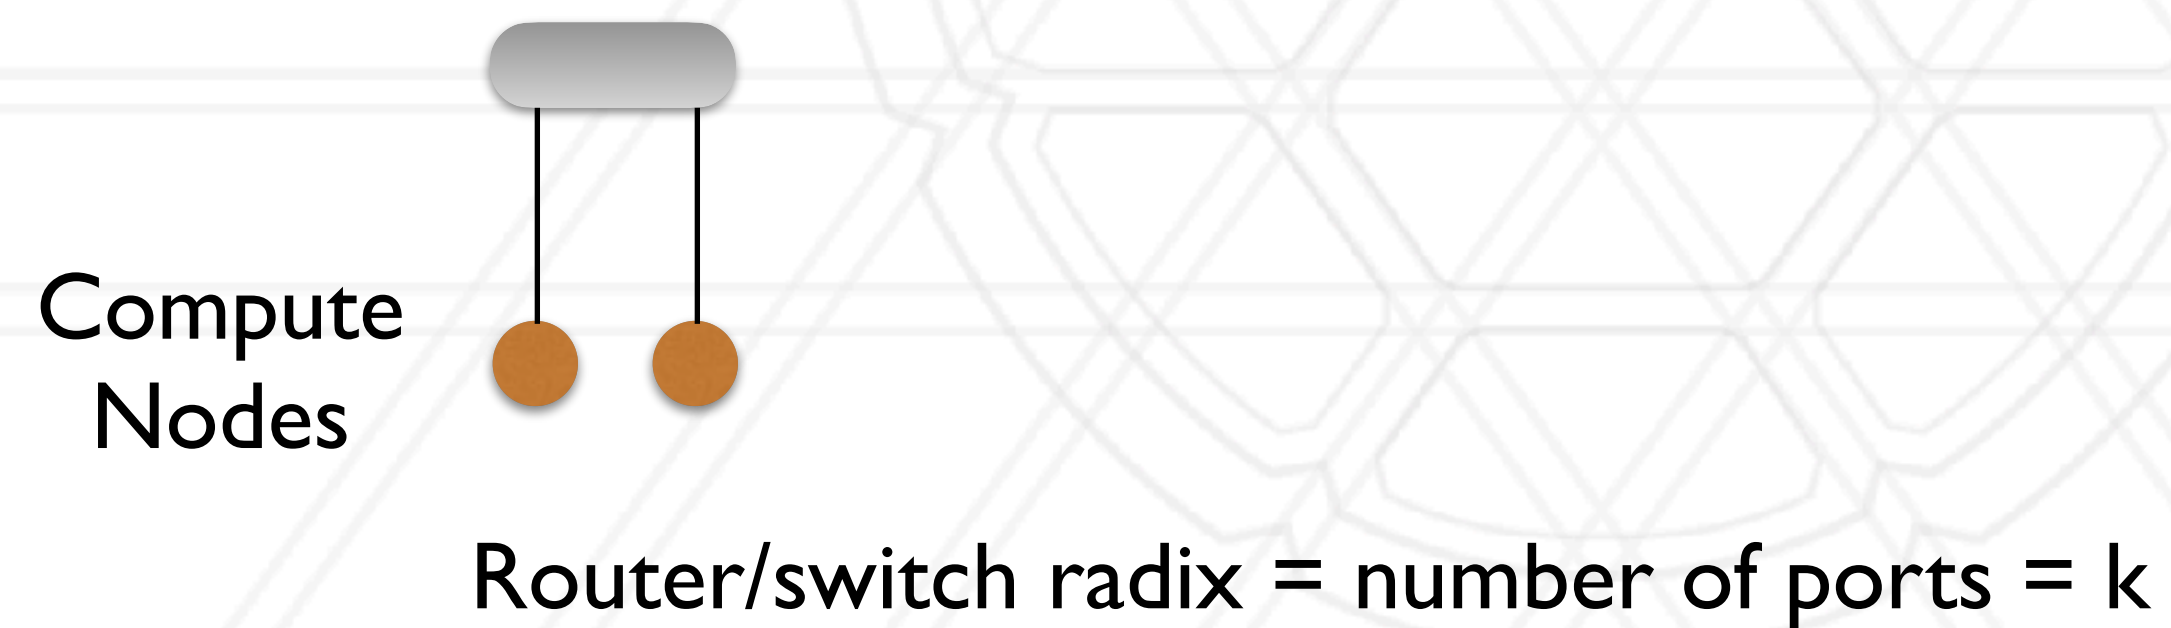 Compute
Nodes
Router/switch radix = number of ports = k